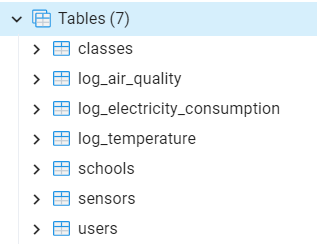 Tables (7)
classes
log_air_quality
log_electricity_consumption
log_temperature
schools
sensors
users